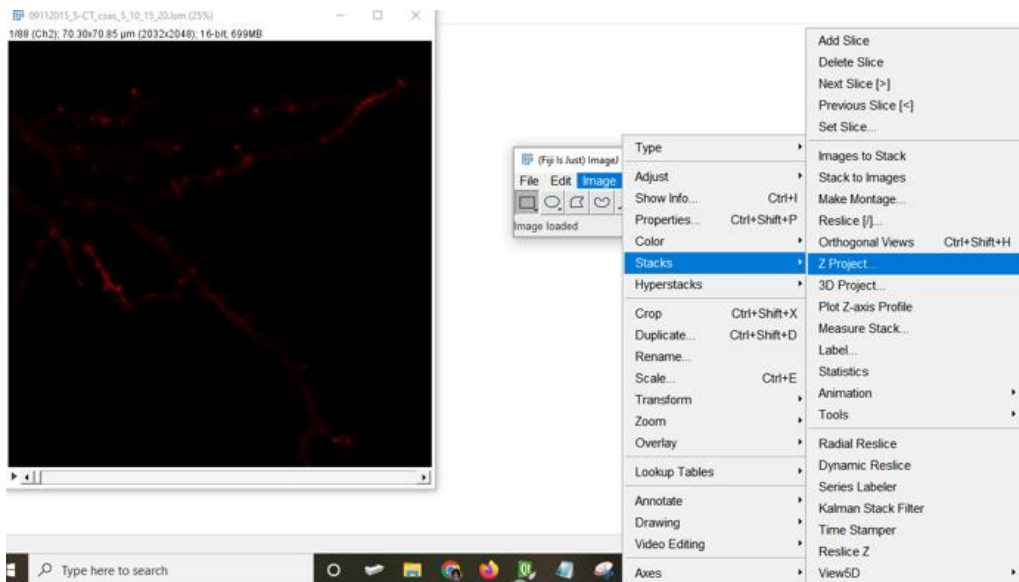 09112015_5-CT_czas_5_10_15_20.lsm (25%)
1/88 (Ch2); 70.30x70.85 µm (2032x2048); 16-bit; 699MB
(Fiji Is Just) ImageJ
File Edit Image
Image loaded
Type
Adjust
Show Info... Ctrl+I
Properties... Ctrl+Shift+P
Color
Stacks
Hyperstacks
Crop Ctrl+Shift+X
Duplicate... Ctrl+Shift+D
Rename...
Scale... Ctrl+E
Transform
Zoom
Overlay
Lookup Tables
Annotate
Drawing
Video Editing
Axes
Add Slice
Delete Slice
Next Slice [>]
Previous Slice [<]
Set Slice...
Images to Stack
Stack to Images
Make Montage...
Reslice [/]...
Orthogonal Views Ctrl+Shift+H
Z Project...
3D Project...
Plot Z-axis Profile
Measure Stack...
Label...
Statistics
Animation
Tools
Radial Reslice
Dynamic Reslice
Series Labeler
Kalman Stack Filter
Time Stamper
Reslice Z
View5D
Type here to search